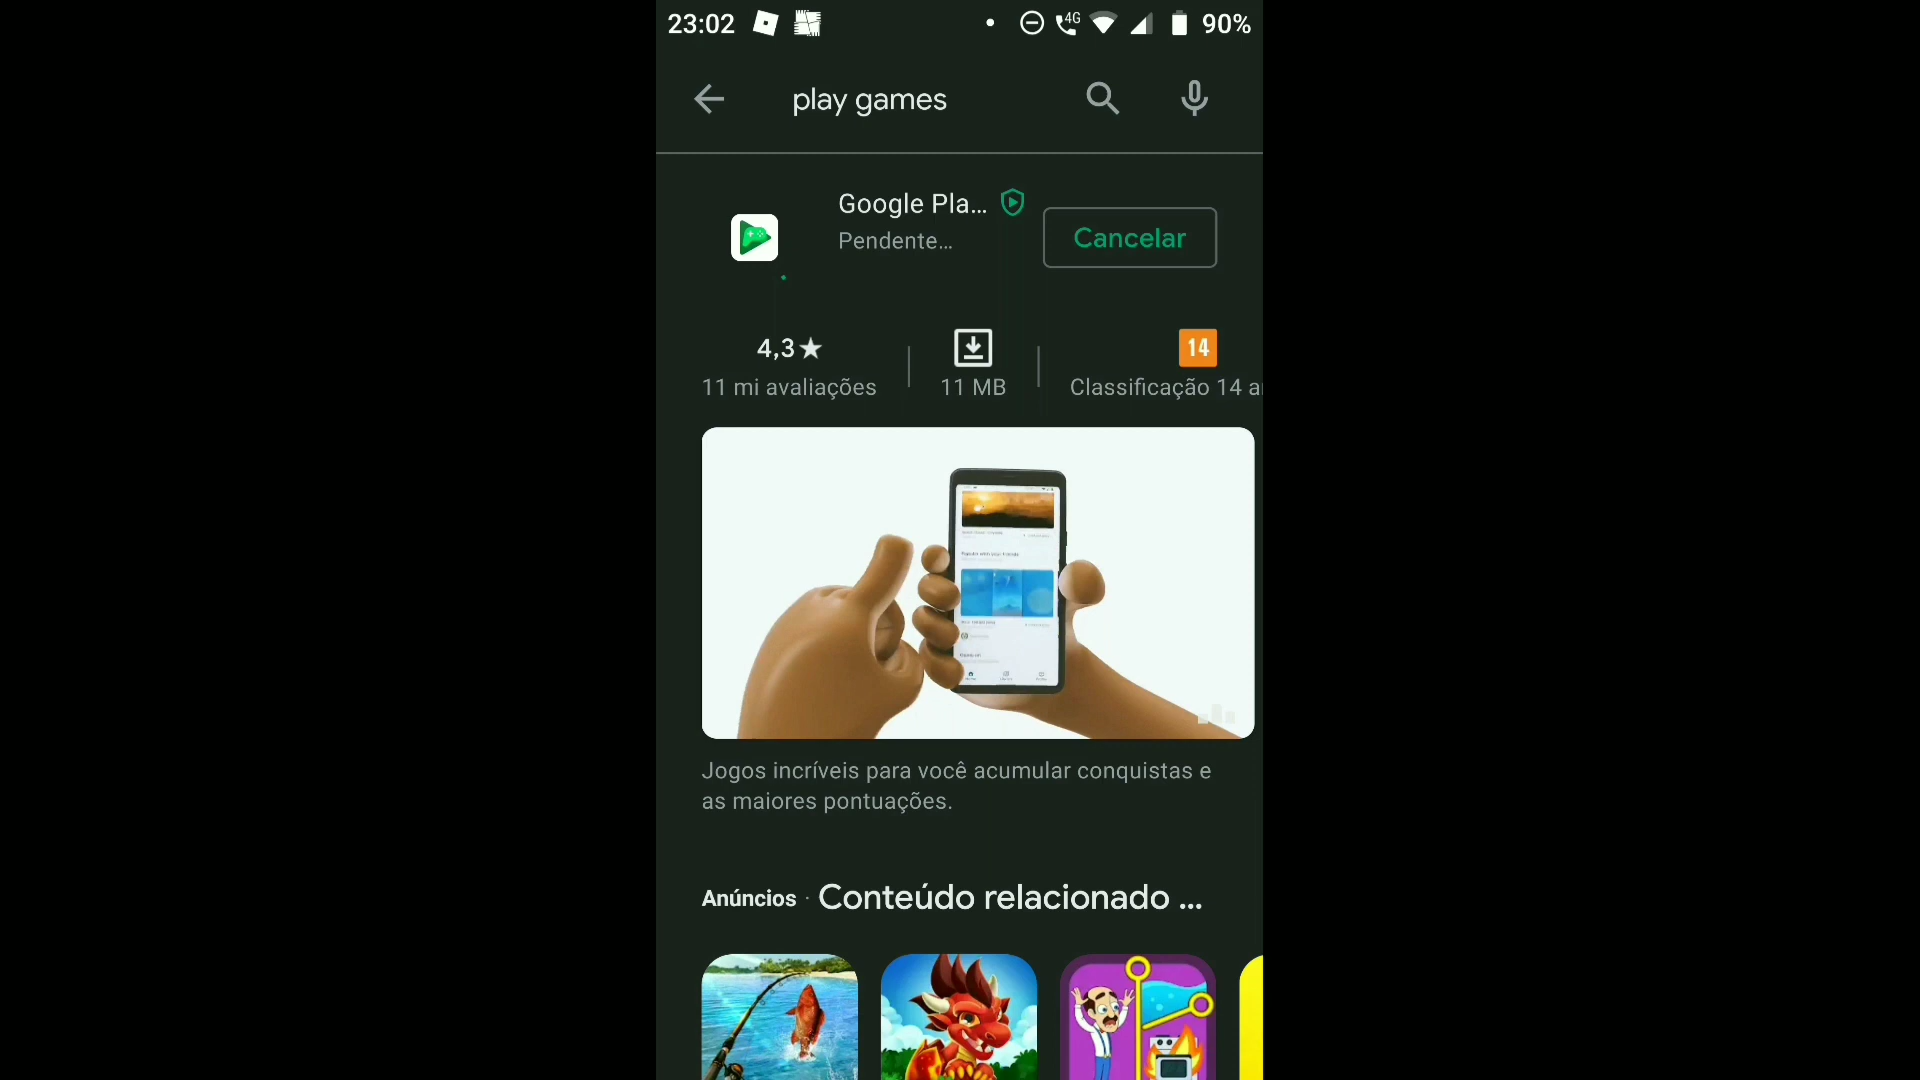 23:02
4G
90%
play games
Google Pla...
Pendente...
Cancelar
4,3★
14
11 mi avaliações
11 MB
Classificação 14 a
Jogos incríveis para você acumular conquistas e
as maiores pontuações.
Anúncios · Conteúdo relacionado ...